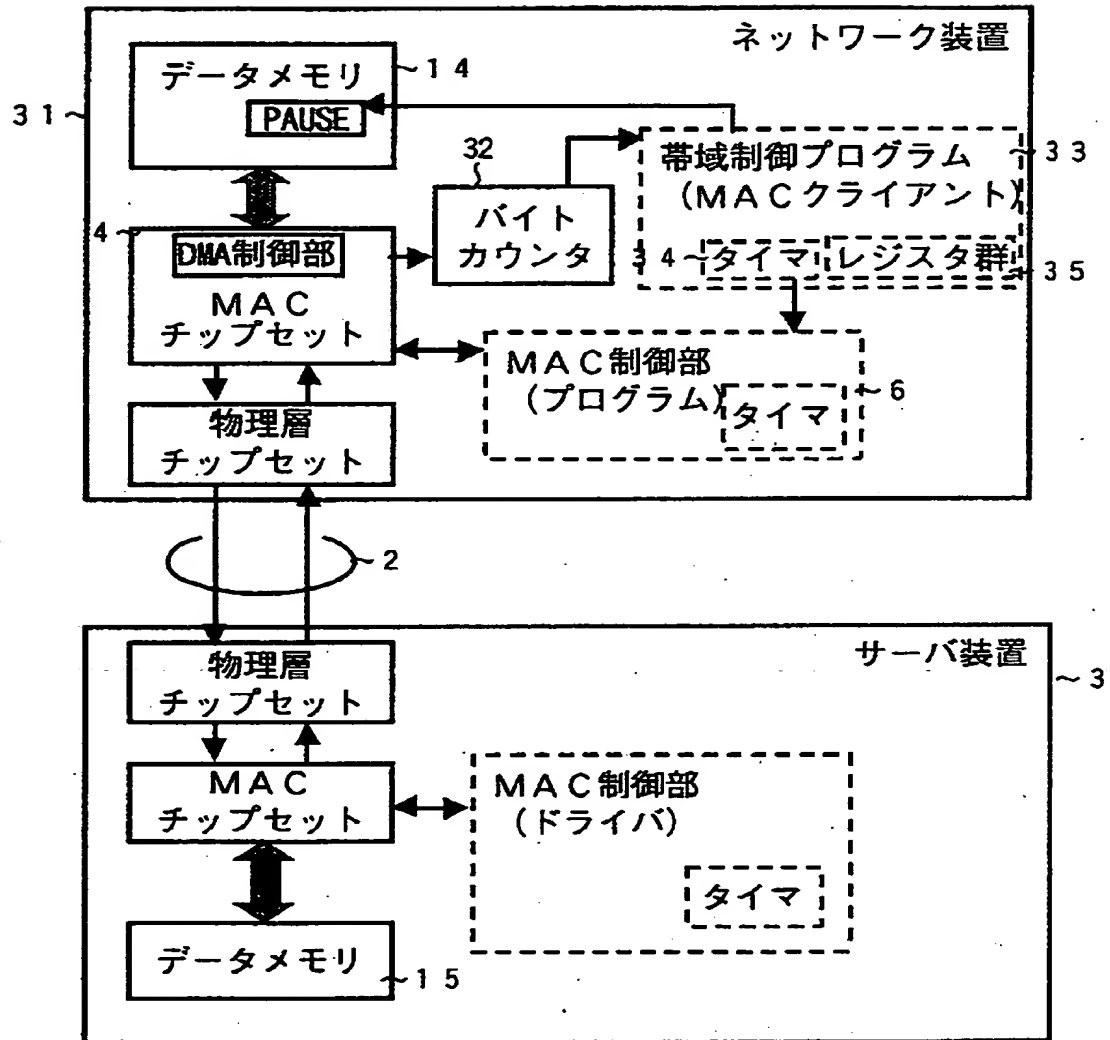 ネットワーク装置
31
データメモリ
14
PAUSE
32
バイト
カウンタ
帯域制御プログラム
(MACクライアント)
33
34
タイマ
レジスタ群
35
4
DMA制御部
MAC
チップセット
MAC制御部
(プログラム)
タイマ
6
物理層
チップセット
2
サーバ装置
3
物理層
チップセット
MAC
チップセット
MAC制御部
(ドライバ)
タイマ
データメモリ
15